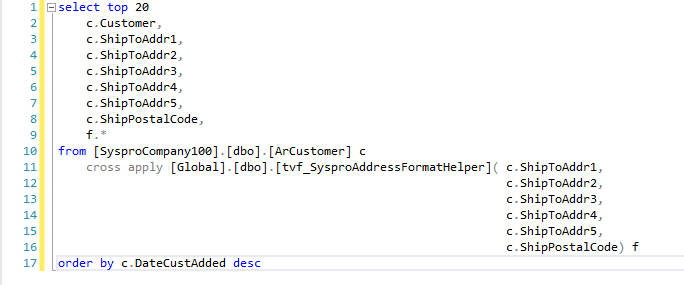 1 select top 20
2 c.Customer,
3 c.ShipToAddr1,
4 c.ShipToAddr2,
5 c.ShipToAddr3,
6 c.ShipToAddr4,
7 c.ShipToAddr5,
8 c.ShipPostalCode,
9 f.*
10 from [SysproCompany100].[dbo].[ArCustomer] c
11 cross apply [Global].[dbo].[tvf_SysproAddressFormatHelper]( c.ShipToAddr1,
12 c.ShipToAddr2,
13 c.ShipToAddr3,
14 c.ShipToAddr4,
15 c.ShipToAddr5,
16 c.ShipPostalCode) f
17 order by c.DateCustAdded desc